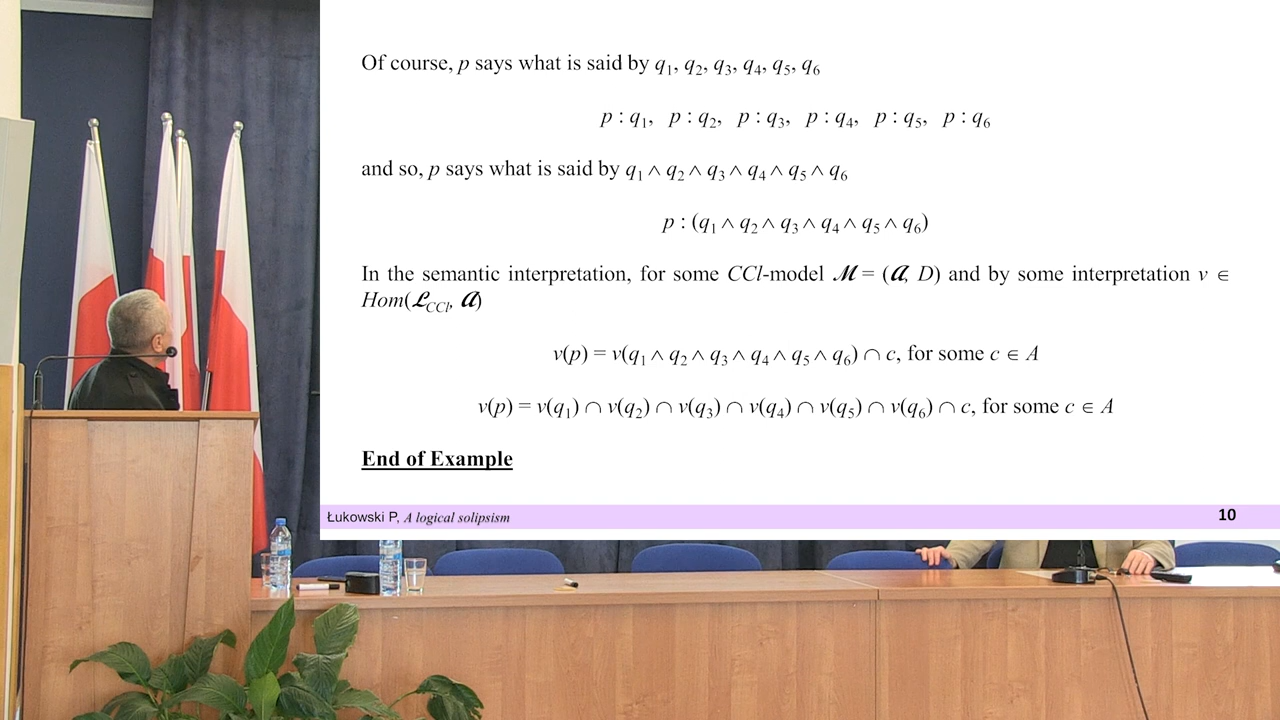 Of course, p says what is said by q₁, q₂, q₃, q₄, q₅, q₆
p : q₁, p : q₂, p : q₃, p : q₄, p : q₅, p : q₆
and so, p says what is said by q₁ ∧ q₂ ∧ q₃ ∧ q₄ ∧ q₅ ∧ q₆
p : (q₁ ∧ q₂ ∧ q₃ ∧ q₄ ∧ q₅ ∧ q₆)
In the semantic interpretation, for some CCl-model 𝓜 = (𝓐, D) and by some interpretation v ∈
Hom(𝓛_CCl, 𝓐)
v(p) = v(q₁ ∧ q₂ ∧ q₃ ∧ q₄ ∧ q₅ ∧ q₆) ∩ c, for some c ∈ A
v(p) = v(q₁) ∩ v(q₂) ∩ v(q₃) ∩ v(q₄) ∩ v(q₅) ∩ v(q₆) ∩ c, for some c ∈ A
End of Example
Łukowski P, A logical solipsism 10